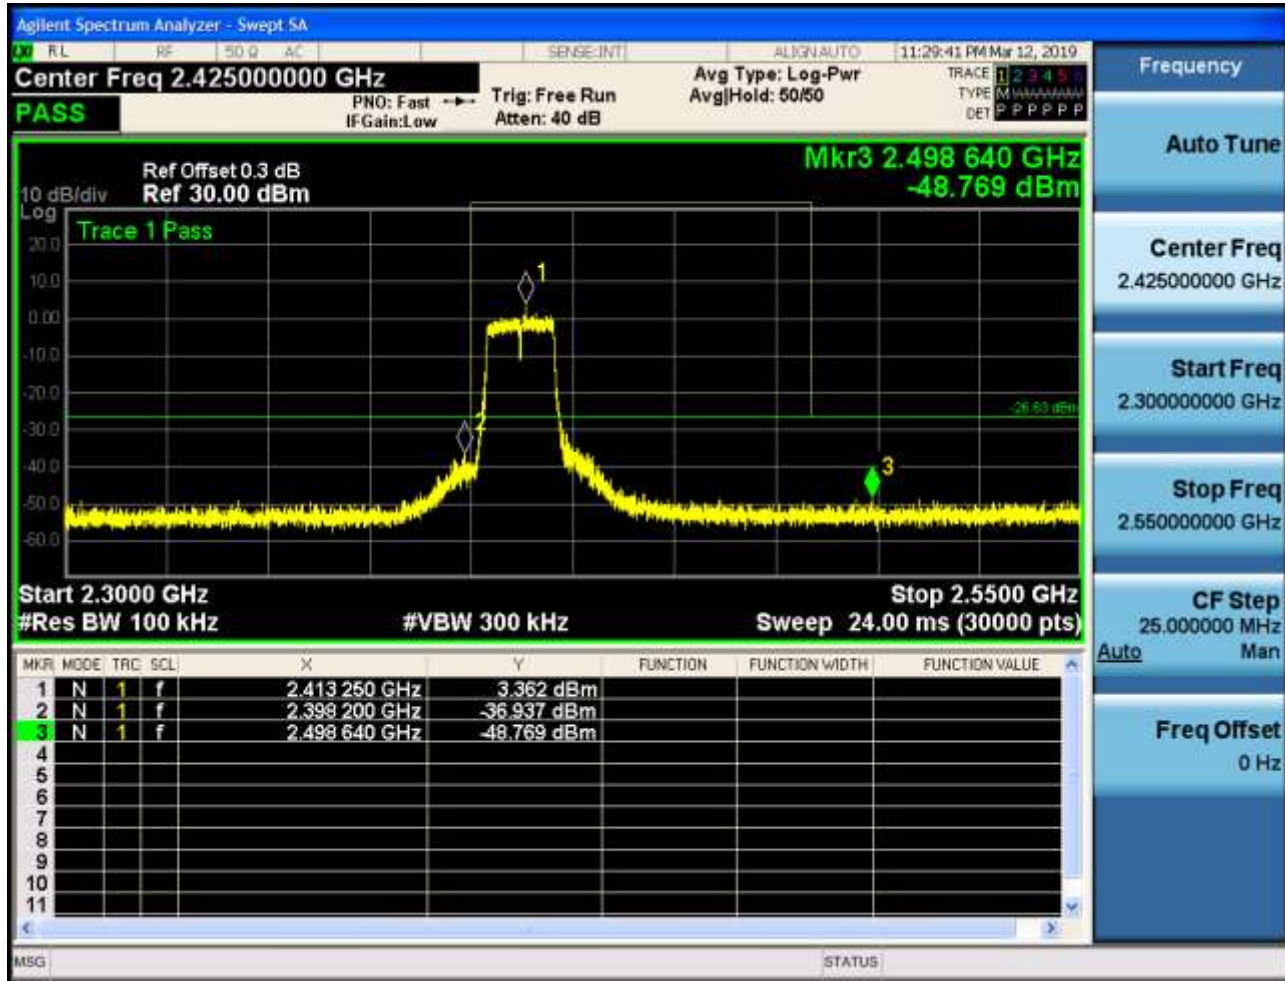 Agilent Spectrum Analyzer - Swept SA
LXI RL RF 50 Ω AC SENSE:INT ALIGN AUTO 11:29:41 PM Mar 12, 2019
Center Freq 2.425000000 GHz
PASS
PNO: Fast
IFGain:Low
Trig: Free Run
Atten: 40 dB
Avg Type: Log-Pwr
Avg|Hold: 50/50
TRACE 1 2 3 4 5 6
TYPE M
DET P P P P P P
Mkr3 2.498 640 GHz
-48.769 dBm
Ref Offset 0.3 dB
10 dB/div Ref 30.00 dBm
Log
Trace 1 Pass
20.0
10.0
0.00
-10.0
-20.0
-30.0
-40.0
-50.0
-60.0
1
2
3
-26.63 dBm
Start 2.3000 GHz Stop 2.5500 GHz
#Res BW 100 kHz #VBW 300 kHz Sweep 24.00 ms (30000 pts)
MKR MODE TRC SCL X Y FUNCTION FUNCTION WIDTH FUNCTION VALUE
1 N 1 f 2.413 250 GHz 3.362 dBm
2 N 1 f 2.398 200 GHz -36.937 dBm
3 N 1 f 2.498 640 GHz -48.769 dBm
4
5
6
7
8
9
10
11
MSG STATUS
Frequency
Auto Tune
Center Freq
2.425000000 GHz
Start Freq
2.300000000 GHz
Stop Freq
2.550000000 GHz
CF Step
25.000000 MHz
Auto Man
Freq Offset
0 Hz